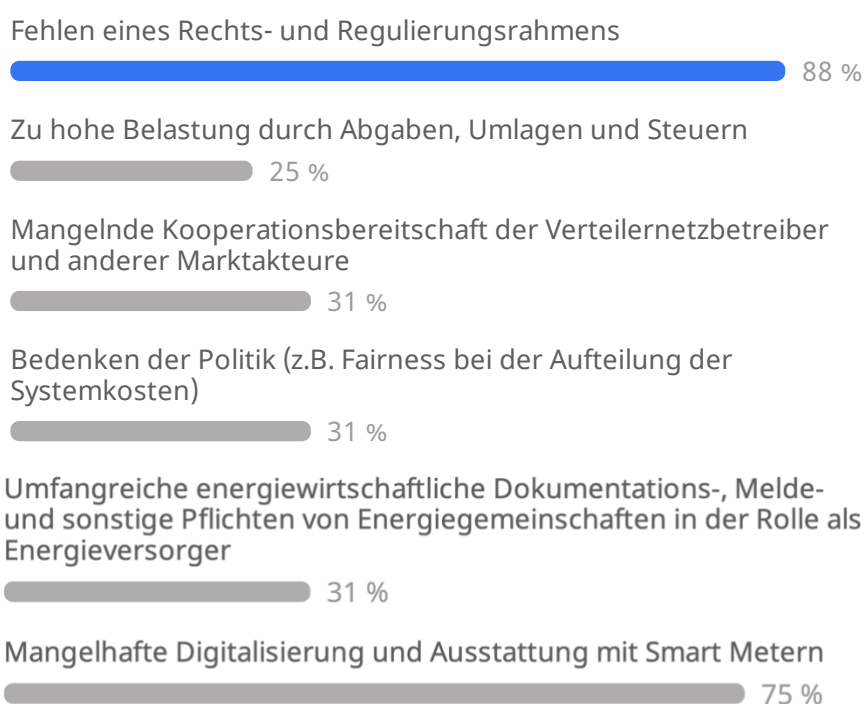 Fehlen eines Rechts- und Regulierungsrahmens
88 %
Zu hohe Belastung durch Abgaben, Umlagen und Steuern
25 %
Mangelnde Kooperationsbereitschaft der Verteilernetzbetreiber
und anderer Marktakteure
31 %
Bedenken der Politik (z.B. Fairness bei der Aufteilung der
Systemkosten)
31 %
Umfangreiche energiewirtschaftliche Dokumentations-, Melde-
und sonstige Pflichten von Energiegemeinschaften in der Rolle als
Energieversorger
31 %
Mangelhafte Digitalisierung und Ausstattung mit Smart Metern
75 %